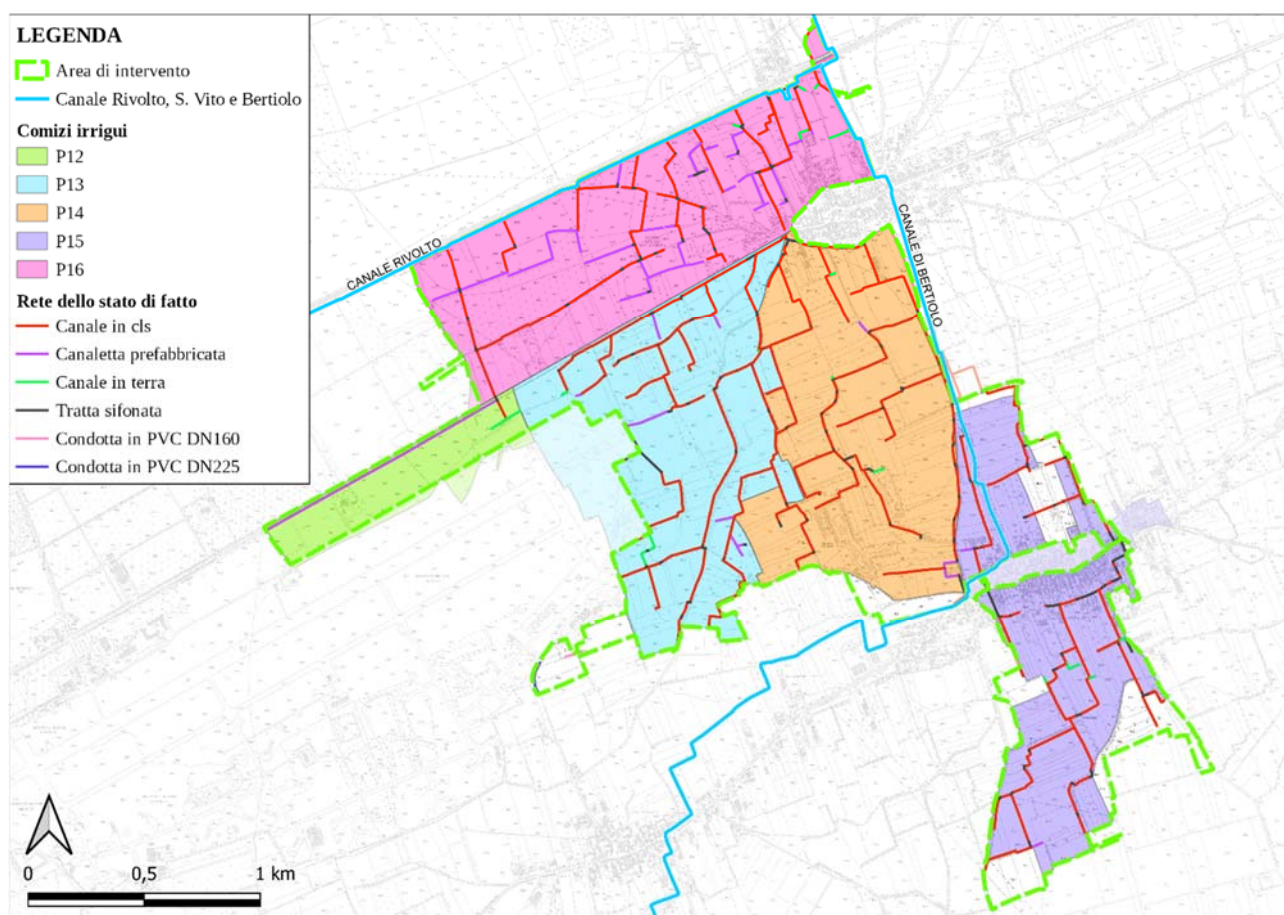 LEGENDA
Area di intervento
Canale Rivolto, S. Vito e Bertiolo
Comizi irrigui
P12
P13
P14
P15
P16
Rete dello stato di fatto
Canale in cls
Canaletta prefabbricata
Canale in terra
Tratta sifonata
Condotta in PVC DN160
Condotta in PVC DN225
CANALE RIVOLTO
CANALE DI BERTIOLO
0 0,5 1 km